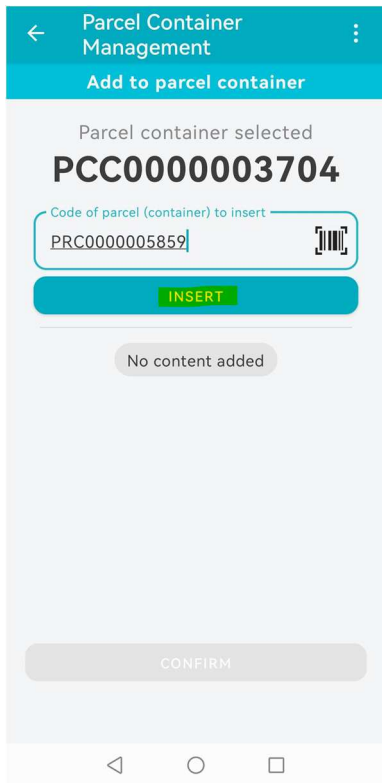 Parcel Container
Management
Add to parcel container
Parcel container selected
PCC0000003704
Code of parcel (container) to insert
PRC0000005859
INSERT
No content added
CONFIRM